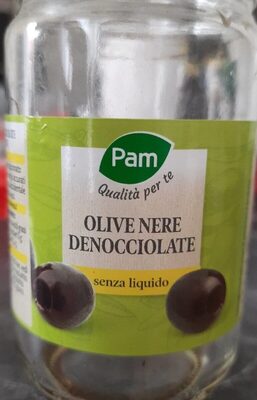 Pam
Qualità per te
OLIVE NERE
DENOCCIOLATE
senza liquido